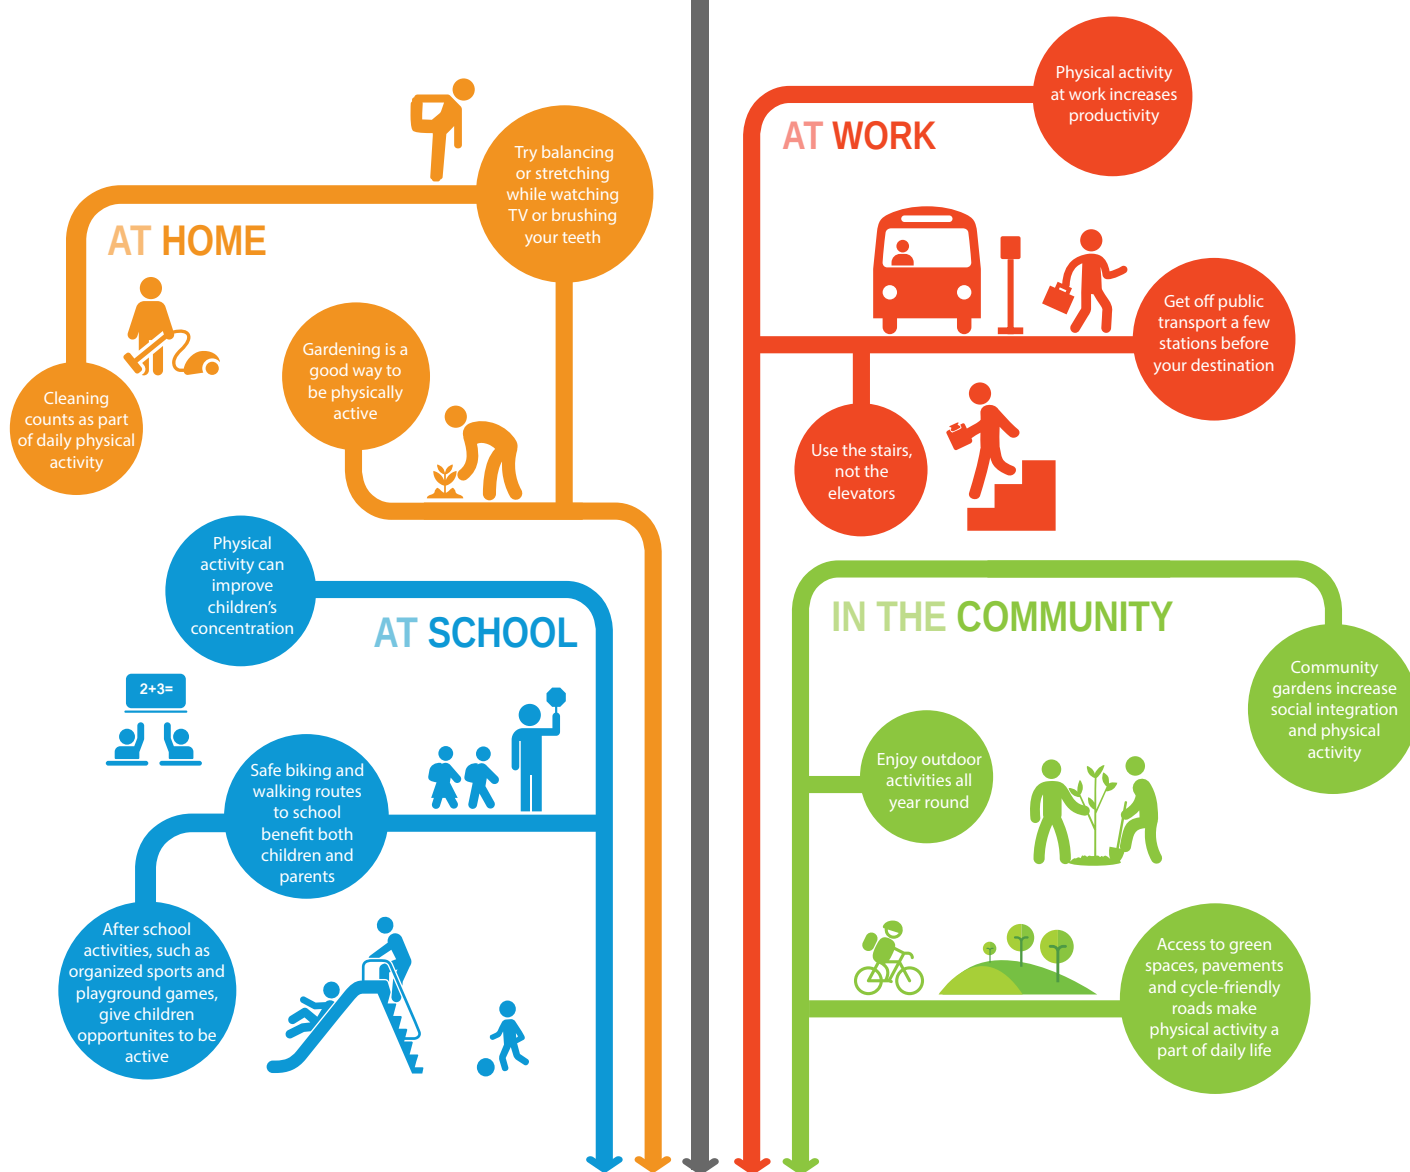 AT HOME
Try balancing
or stretching
while watching
TV or brushing
your teeth
Cleaning
counts as part
of daily physical
activity
Gardening is a
good way to
be physically
active
AT SCHOOL
Physical
activity can
improve
children's
concentration
2+3=
Safe biking and
walking routes
to school
benefit both
children and
parents
After school
activities, such as
organized sports and
playground games,
give children
opportunites to be
active
AT WORK
Physical activity
at work increases
productivity
Get off public
transport a few
stations before
your destination
Use the stairs,
not the
elevators
IN THE COMMUNITY
Community
gardens increase
social integration
and physical
activity
Enjoy outdoor
activities all
year round
Access to green
spaces, pavements
and cycle-friendly
roads make
physical activity a
part of daily life